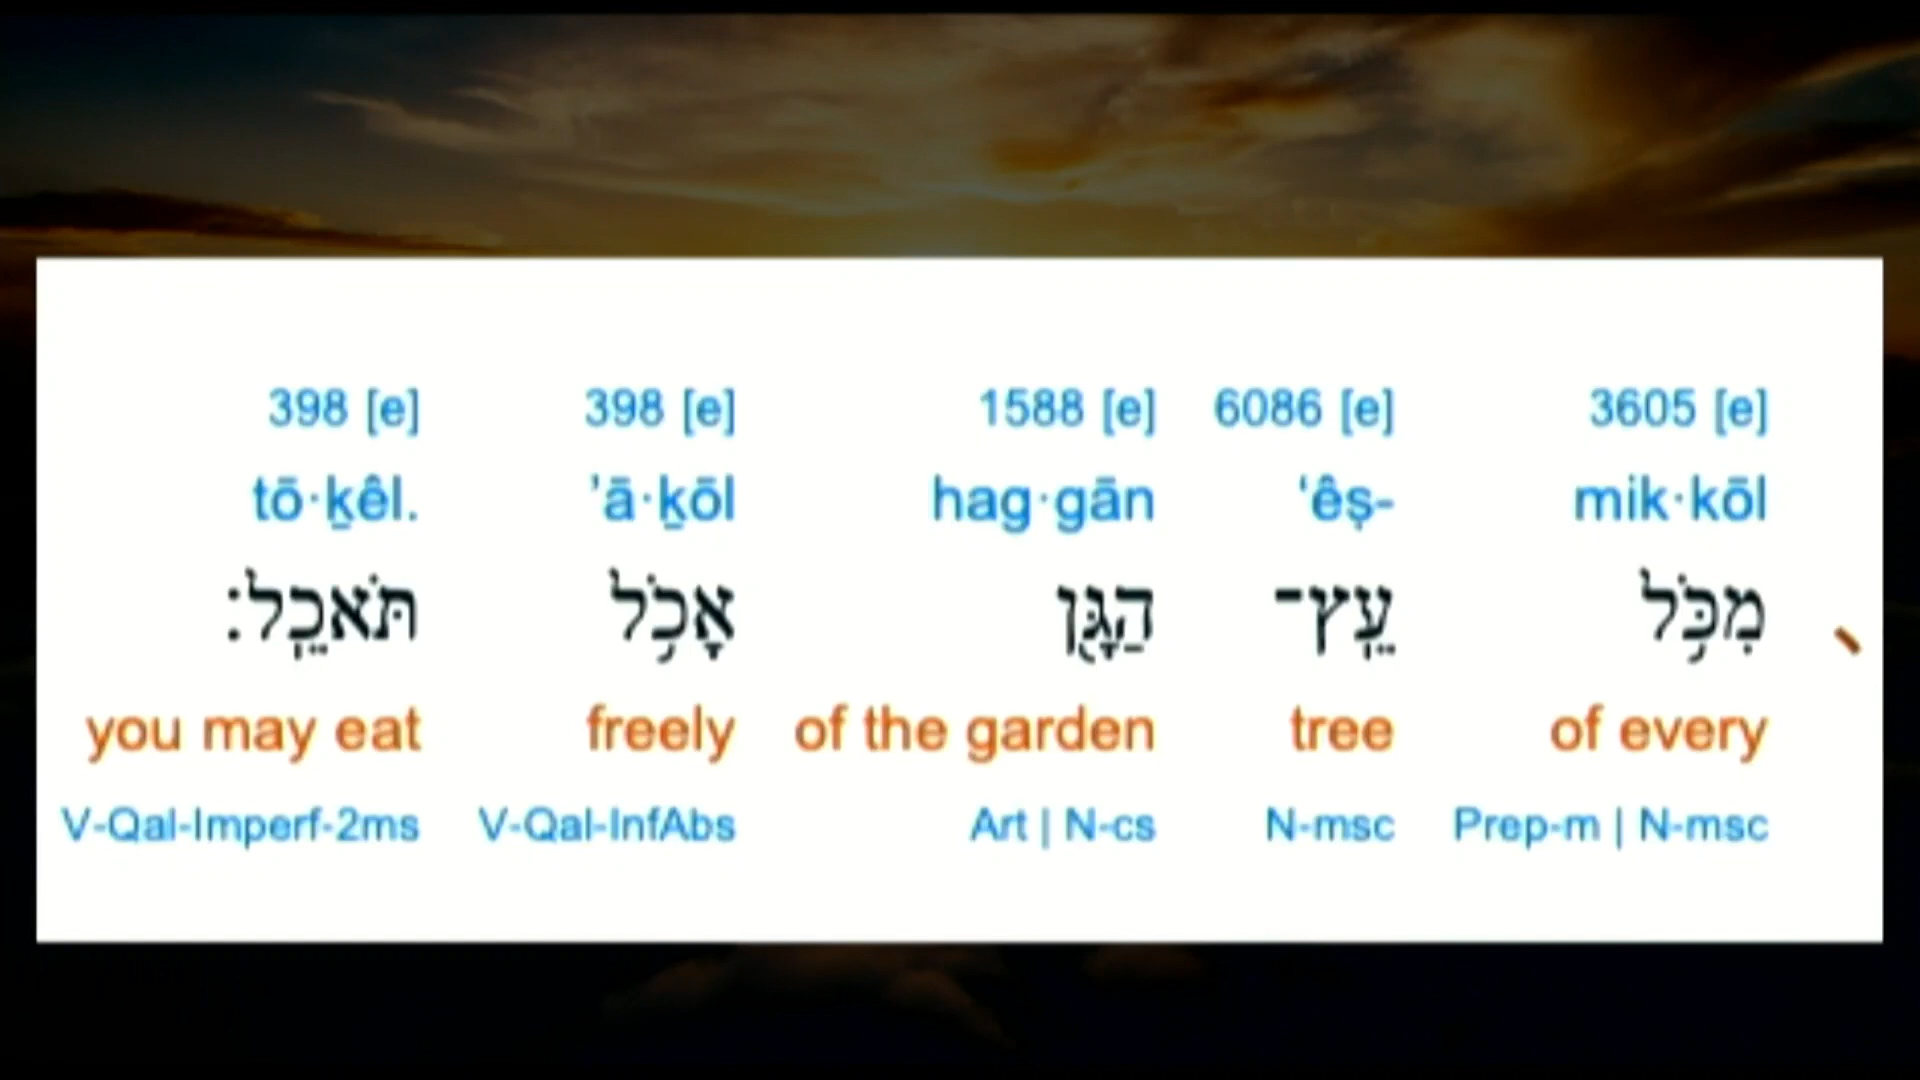 398 [e] 398 [e] 1588 [e] 6086 [e] 3605 [e]
tō·ḵêl. ’ā·ḵōl hag·gān ‘êṣ- mik·kōl
מִכֹּ֥ל עֵֽץ־ הַגָּ֖ן אָכֹ֥ל תֹּאכֵֽל׃
you may eat freely of the garden tree of every
V-Qal-Imperf-2ms V-Qal-InfAbs Art | N-cs N-msc Prep-m | N-msc